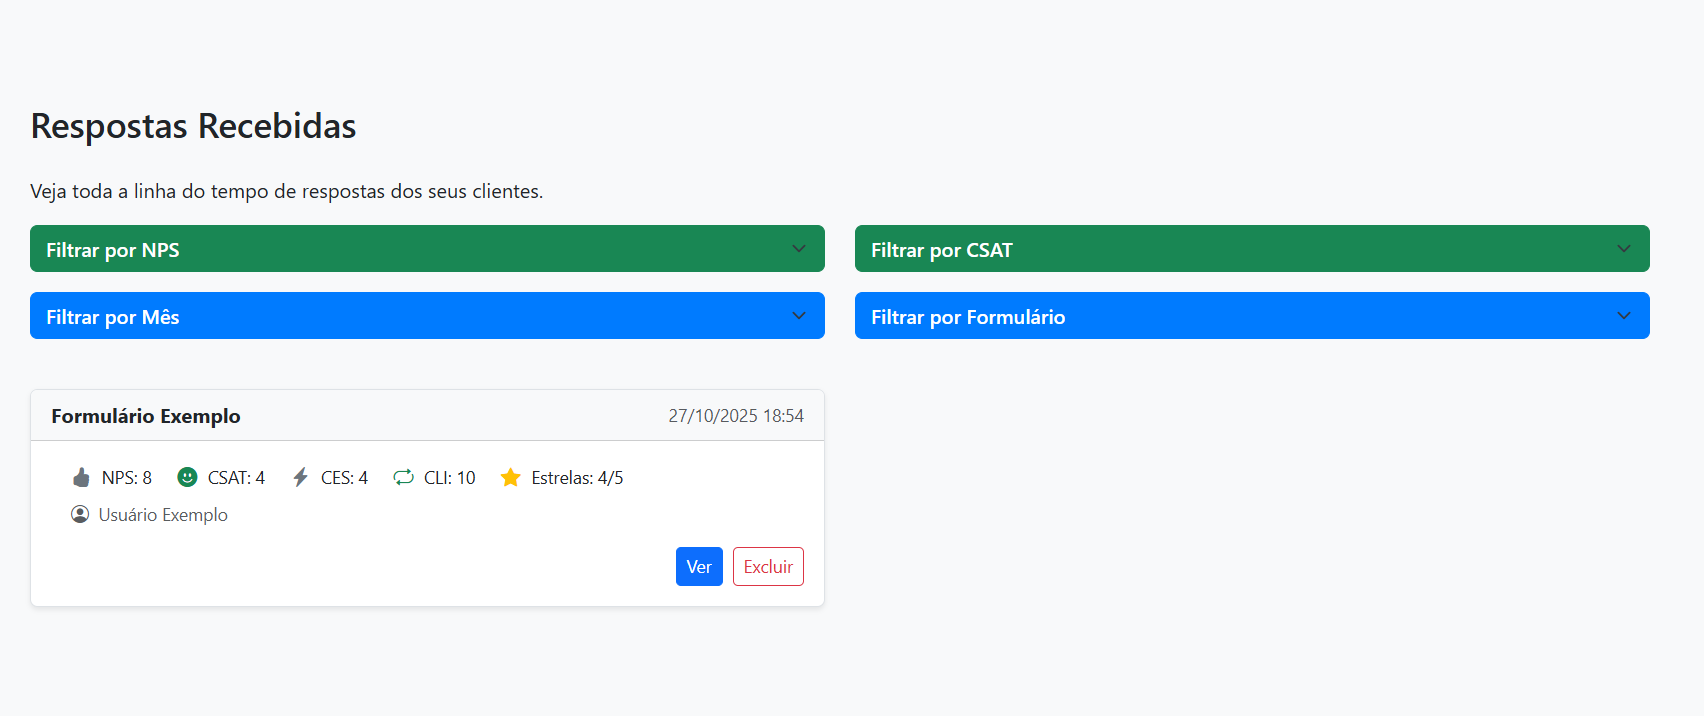 Respostas Recebidas
Veja toda a linha do tempo de respostas dos seus clientes.
Filtrar por NPS
Filtrar por CSAT
Filtrar por Mês
Filtrar por Formulário
Formulário Exemplo
27/10/2025 18:54
NPS: 8 CSAT: 4 CES: 4 CLI: 10 Estrelas: 4/5
Usuário Exemplo
Ver
Excluir